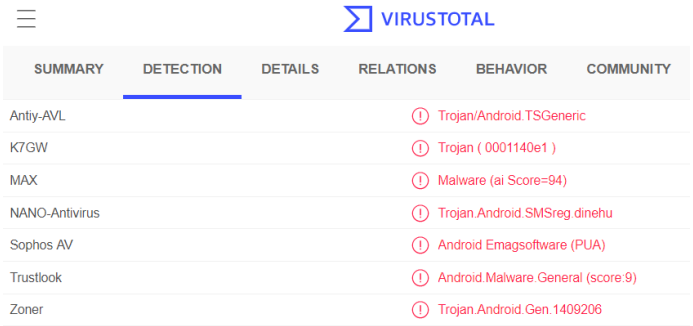 VIRUSTOTAL
SUMMARY DETECTION DETAILS RELATIONS BEHAVIOR COMMUNITY
Antiy-AVL Trojan/Android.TSGeneric
K7GW Trojan ( 0001140e1 )
MAX Malware (ai Score=94)
NANO-Antivirus Trojan.Android.SMSreg.dinehu
Sophos AV Android Emagsoftware (PUA)
Trustlook Android.Malware.General (score:9)
Zoner Trojan.Android.Gen.1409206